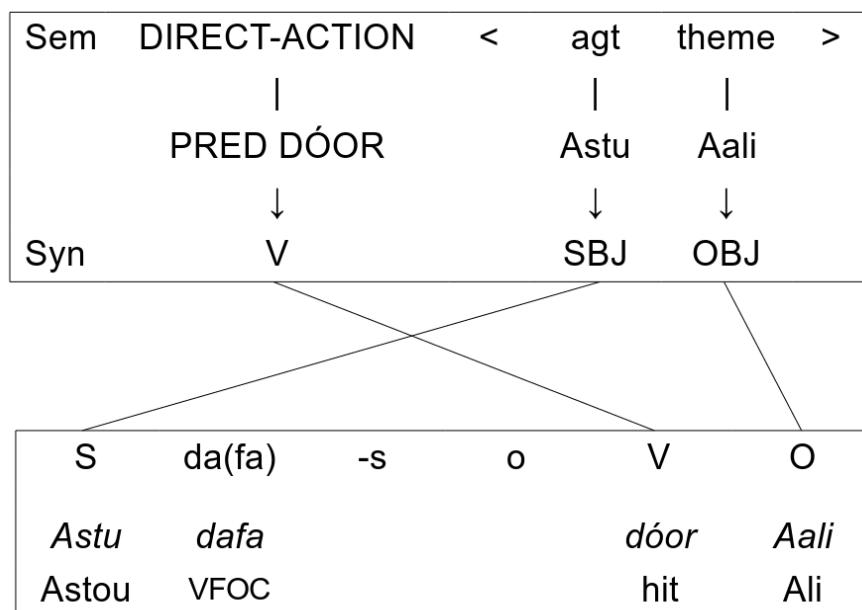 Sem DIRECT-ACTION < agt theme >
| | |
PRED DÓOR Astu Aali
↓ ↓ ↓
Syn V SBJ OBJ
S da(fa) -s o V O
Astu dafa dóor Aali
Astou VFOC hit Ali